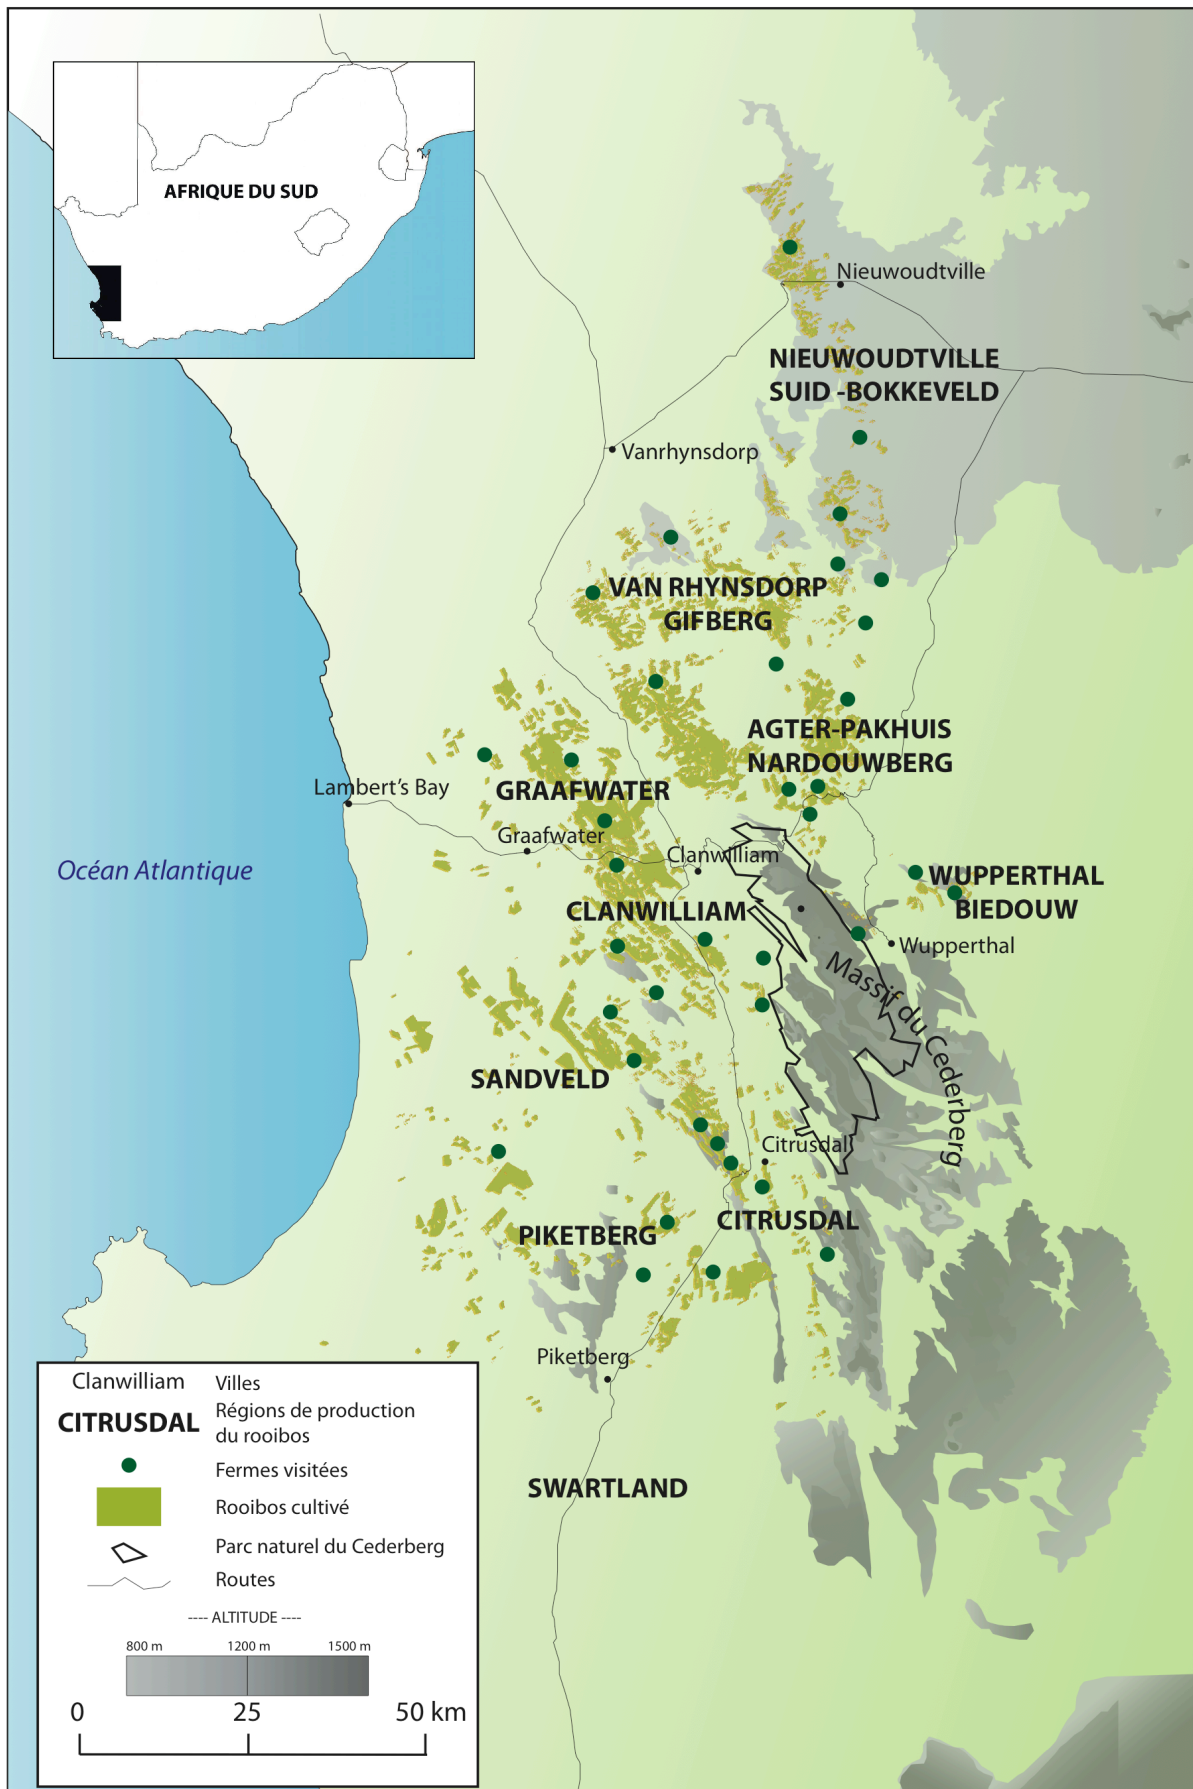 AFRIQUE DU SUD
Nieuwoudtville
NIEUWOUDTVILLE
SUID -BOKKEVELD
Vanrhynsdorp
VAN RHYNSDORP
GIFBERG
AGTER-PAKHUIS
NARDOUWBERG
Lambert's Bay
GRAAFWATER
Graafwater
Clanwilliam
Océan Atlantique
WUPPERTHAL
BIEDOUW
CLANWILLIAM
Wupperthal
Massif du Cederberg
SANDVELD
Citrusdal
CITRUSDAL
PIKETBERG
Piketberg
SWARTLAND
Clanwilliam Villes
CITRUSDAL Régions de production
du rooibos
Fermes visitées
Rooibos cultivé
Parc naturel du Cederberg
Routes
---- ALTITUDE ----
800 m 1200 m 1500 m
0 25 50 km